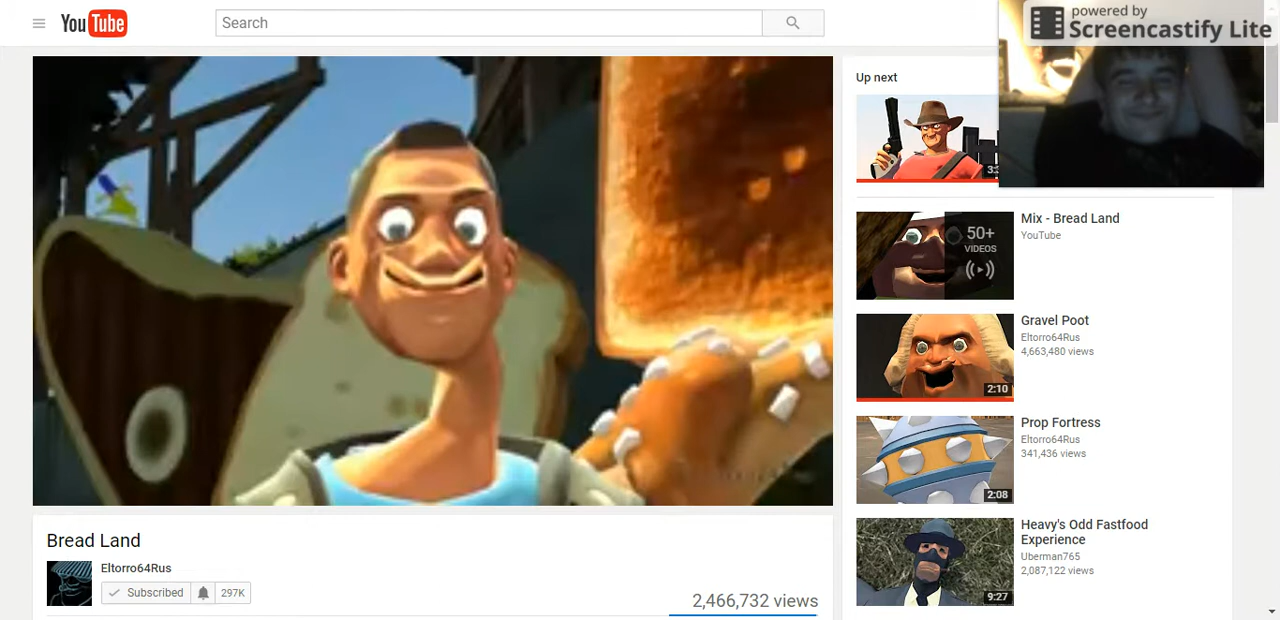 YouTube
Search
powered by
Screencastify Lite
Up next
Mix - Bread Land
YouTube
50+
VIDEOS
Gravel Poot
Eltorro64Rus
4,663,480 views
2:10
Prop Fortress
Eltorro64Rus
341,436 views
2:08
Heavy's Odd Fastfood
Experience
Uberman765
2,087,122 views
9:27
Bread Land
Eltorro64Rus
Subscribed
297K
2,466,732 views